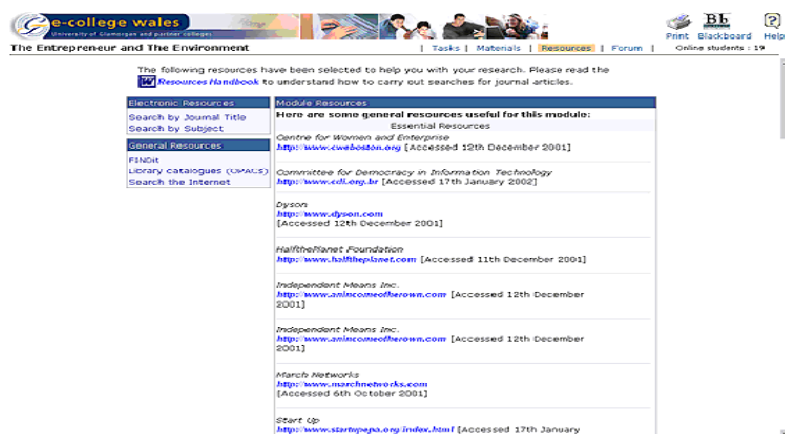 e-college wales
University of Glamorgan and partner colleges
Print Blackboard Help
The Entrepreneur and The Environment
| Tasks | Materials | Resources | Forum |
Online students : 19
The following resources have been selected to help you with your research. Please read the
Resources Handbook to understand how to carry out searches for journal articles.
Electronic Resources
Search by Journal Title
Search by Subject
General Resources
FINDit
Library catalogues (OPACs)
Search the Internet
Module Resources
Here are some general resources useful for this module:
Essential Resources
Centre for Women and Enterprise
http://www.cweboston.org [Accessed 12th December 2001]
Committee for Democracy in Information Technology
http://www.cdi.org.br [Accessed 17th January 2002]
Dyson
http://www.dyson.com
[Accessed 12th December 2001]
HalfthePlanet Foundation
http://www.halftheplanet.com [Accessed 11th December 2001]
Independent Means Inc.
http://www.anincomeofherown.com [Accessed 12th December
2001]
Independent Means Inc.
http://www.anincomeofherown.com [Accessed 12th December
2001]
March Networks
http://www.marchnetworks.com
[Accessed 6th October 2001]
Start Up
http://www.startupepa.org/index.html [Accessed 17th January